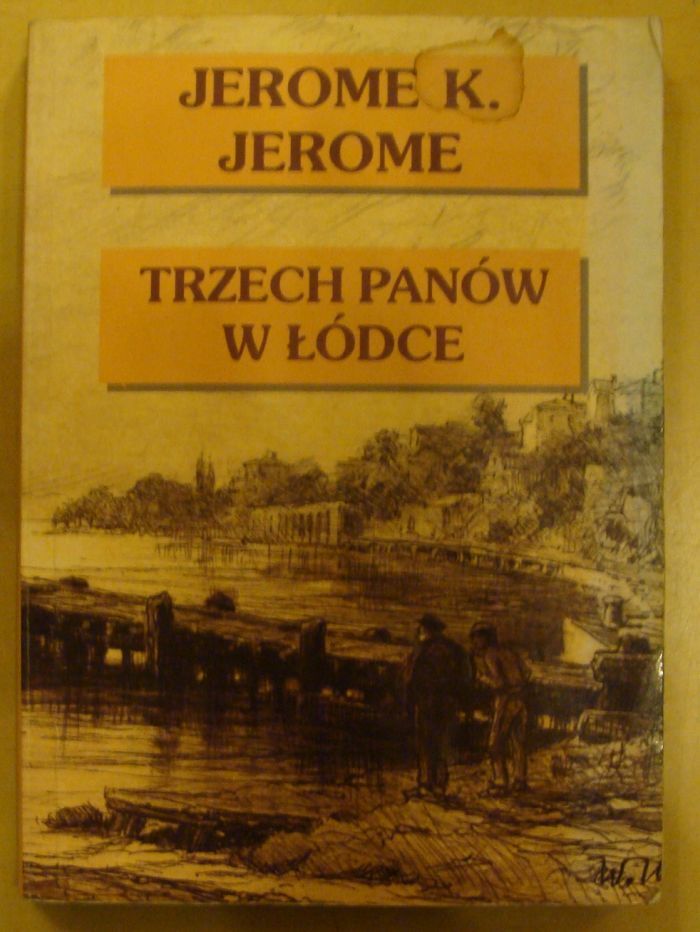 JEROME K.
JEROME
TRZECH PANÓW
W ŁÓDCE